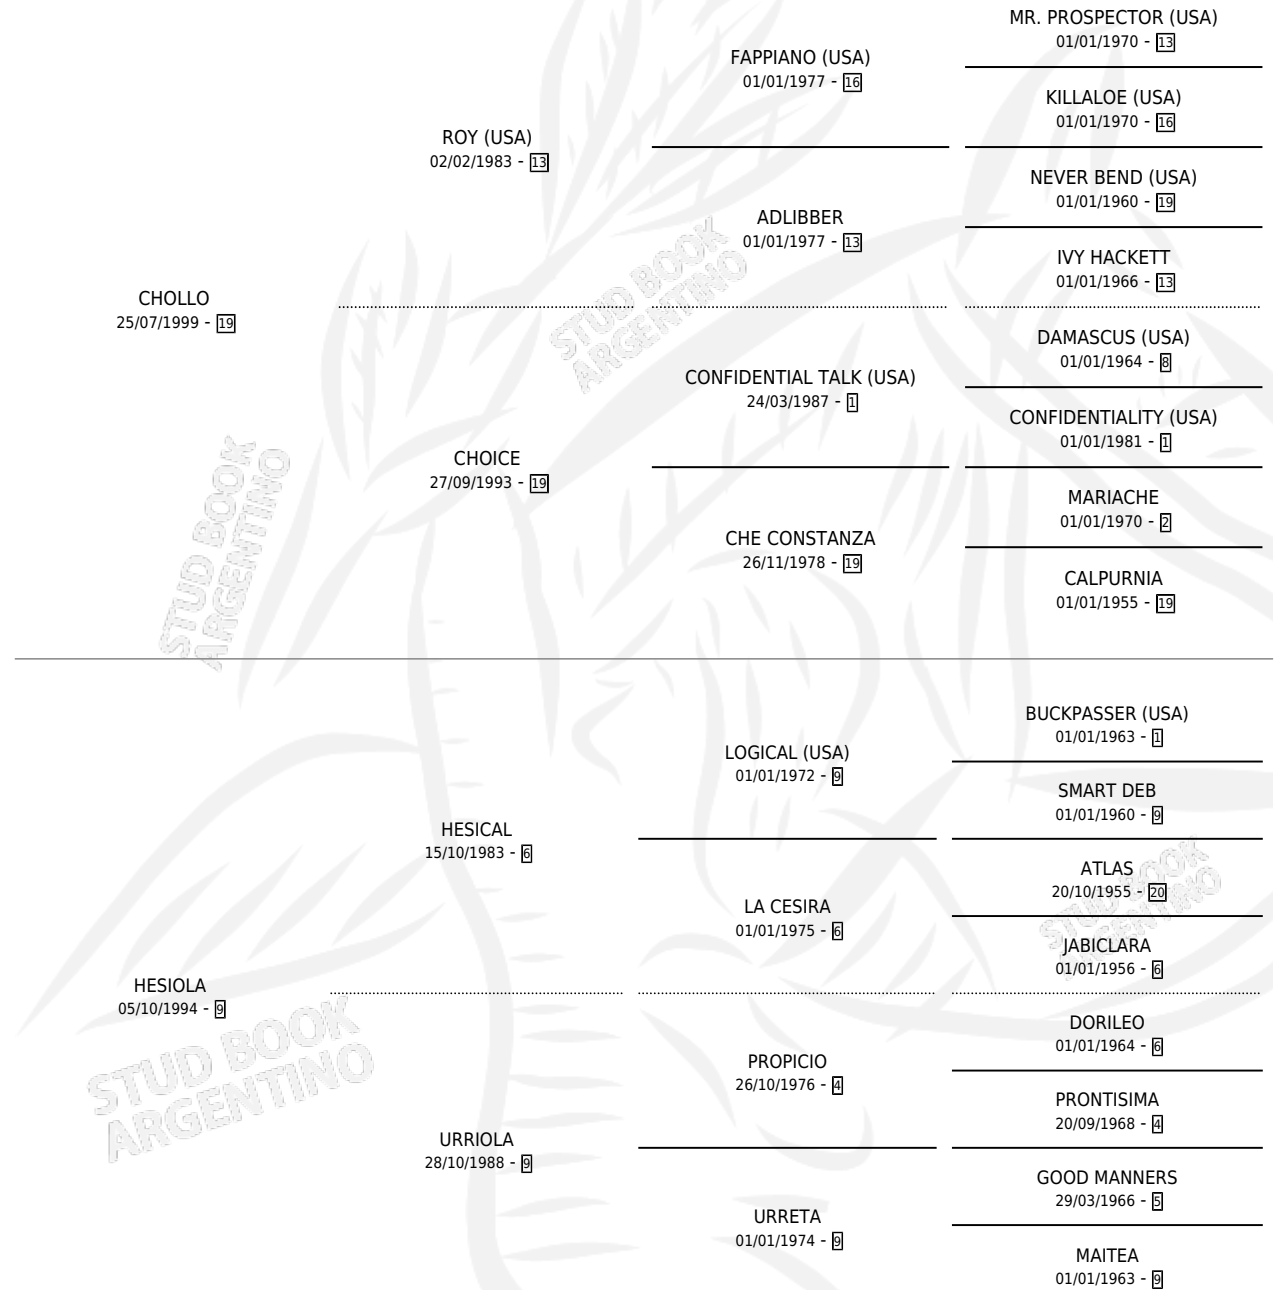 MR. PROSPECTOR (USA)
01/01/1970 - 13
FAPPIANO (USA)
01/01/1977 - 16
KILLALOE (USA)
01/01/1970 - 16
ROY (USA)
02/02/1983 - 13
NEVER BEND (USA)
01/01/1960 - 19
ADLIBBER
01/01/1977 - 13
IVY HACKETT
01/01/1966 - 13
CHOLLO
25/07/1999 - 19
STUD BOOK
ARGENTINO
DAMASCUS (USA)
01/01/1964 - 8
CONFIDENTIAL TALK (USA)
24/03/1987 - 1
CONFIDENTIALITY (USA)
01/01/1981 - 1
CHOICE
27/09/1993 - 19
MARIACHE
01/01/1970 - 2
CHE CONSTANZA
26/11/1978 - 19
CALPURNIA
01/01/1955 - 19
STUD BOOK
ARGENTINO
BUCKPASSER (USA)
01/01/1963 - 1
LOGICAL (USA)
01/01/1972 - 9
SMART DEB
01/01/1960 - 9
HESICAL
15/10/1983 - 6
ATLAS
20/10/1955 - 20
LA CESIRA
01/01/1975 - 6
JABICLARA
01/01/1956 - 6
STUD BOOK
ARGENTINO
HESIOLA
05/10/1994 - 9
DORILEO
01/01/1964 - 6
PROPICIO
26/10/1976 - 4
PRONTISIMA
20/09/1968 - 4
STUD BOOK
ARGENTINO
URRIOLA
28/10/1988 - 9
GOOD MANNERS
29/03/1966 - 5
URRETA
01/01/1974 - 9
MAITEA
01/01/1963 - 9